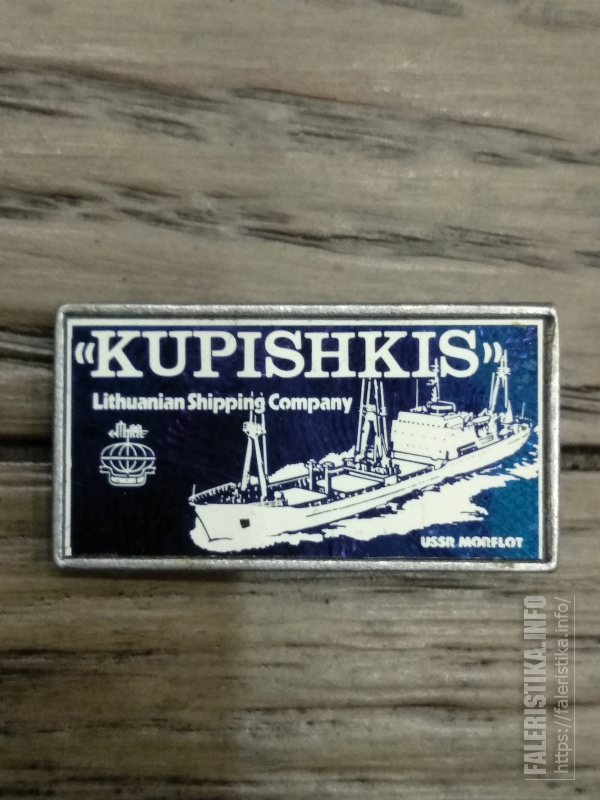 «KUPISHKIS»
Lithuanian Shipping Company
USSR MORFLOT
FALERISTIKA.INFO
https://faleristika.info/